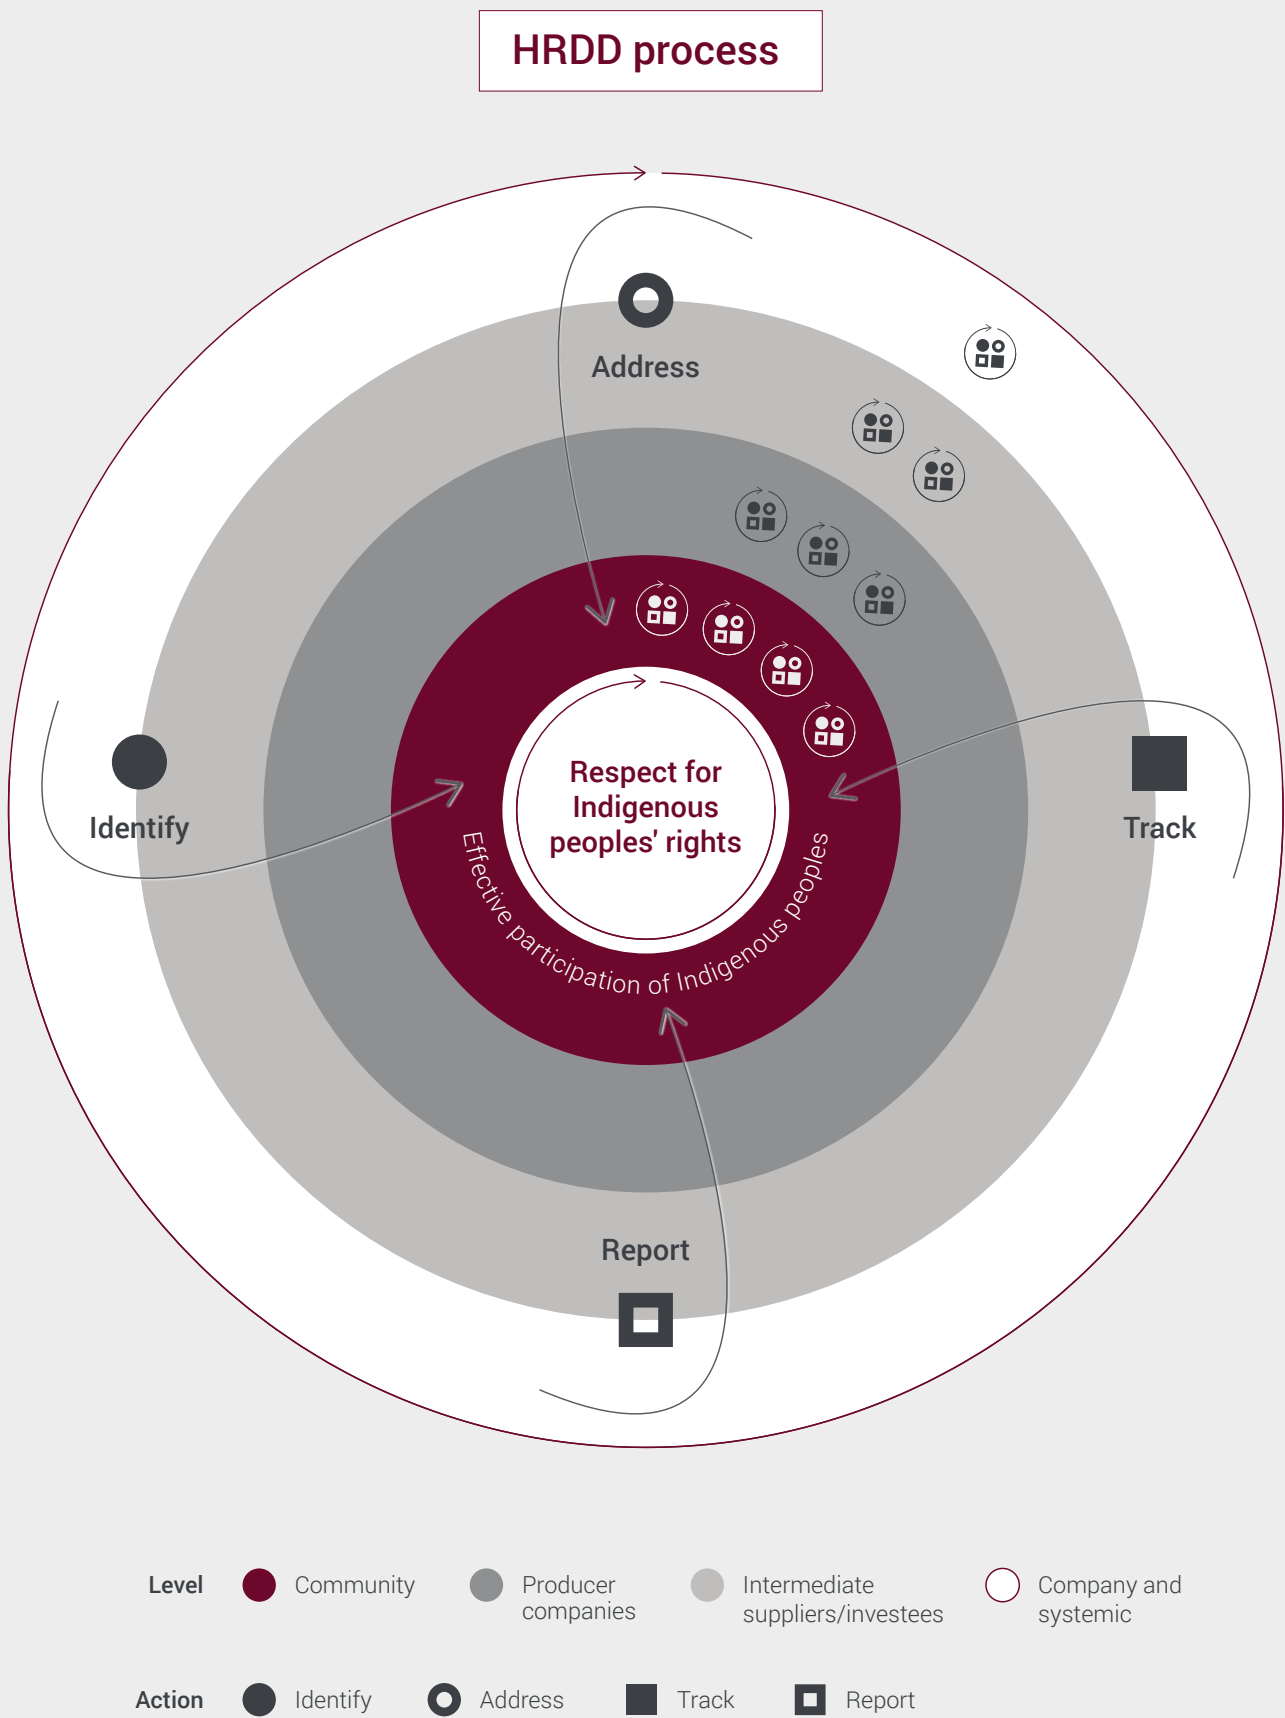 HRDD process
Address
Identify
Respect for
Indigenous
peoples' rights
Track
Effective participation of Indigenous peoples
Report
Level
Community
Producer
companies
Intermediate
suppliers/investees
Company and
systemic
Action
Identify
Address
Track
Report